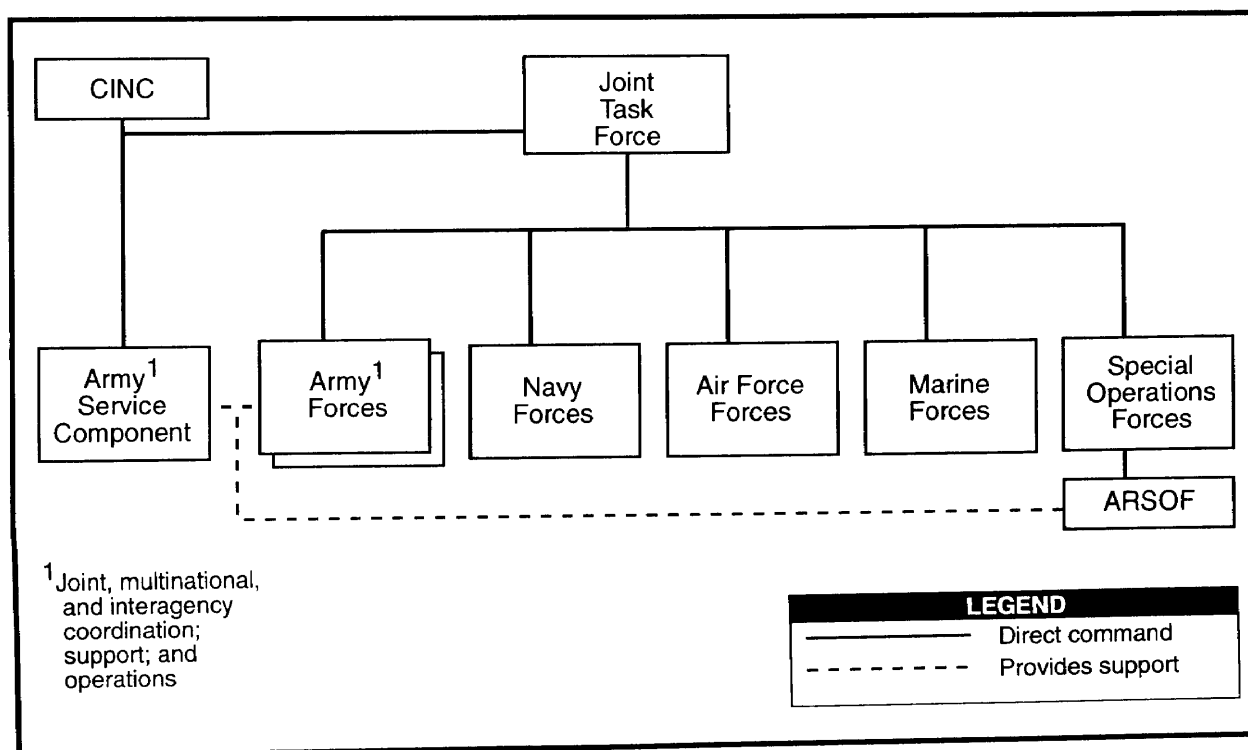 CINC
Joint
Task
Force
Army1
Service
Component
Army1
Forces
Navy
Forces
Air Force
Forces
Marine
Forces
Special
Operations
Forces
ARSOF
1Joint, multinational,
and interagency
coordination;
support; and
operations
LEGEND
Direct command
Provides support